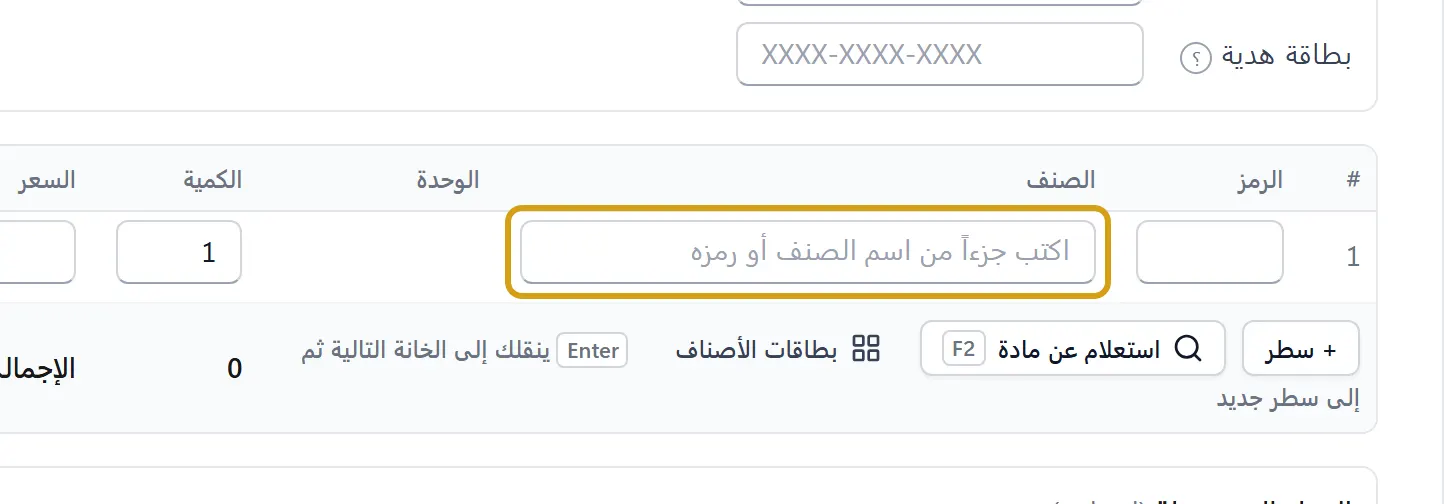 بطاقة هدية ؟ XXXX-XXXX-XXXX
# الرمز الصنف الوحدة الكمية السعر
1 اكتب جزءاً من اسم الصنف أو رمزه 1
+ سطر استعلام عن مادة F2 بطاقات الأصناف Enter ينقلك إلى الخانة التالية ثم 0
إلى سطر جديد